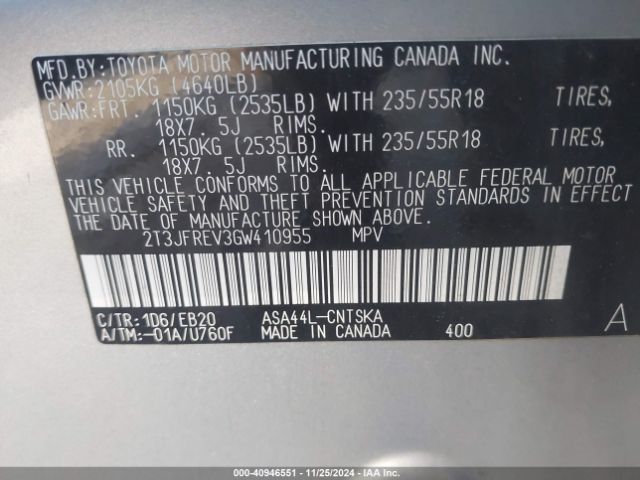 MFD.BY:TOYOTA MOTOR MANUFACTURING CANADA INC.
GVWR:2105KG (4640LB)
GAWR:FRT. 1150KG (2535LB) WITH 235/55R18 TIRES,
18X7.5J RIMS.
RR. 1150KG (2535LB) WITH 235/55R18 TIRES,
18X7.5J RIMS.
THIS VEHICLE CONFORMS TO ALL APPLICABLE FEDERAL MOTOR
VEHICLE SAFETY AND THEFT PREVENTION STANDARDS IN EFFECT
THE DATE OF MANUFACTURE SHOWN ABOVE.
2T3JFREV3GW410955 MPV
C/TR:1D6/EB20 ASA44L-CNTSKA
A/TM:-01A/U760F MADE IN CANADA 400 A
000-40946551 - 11/25/2024 - IAA Inc.